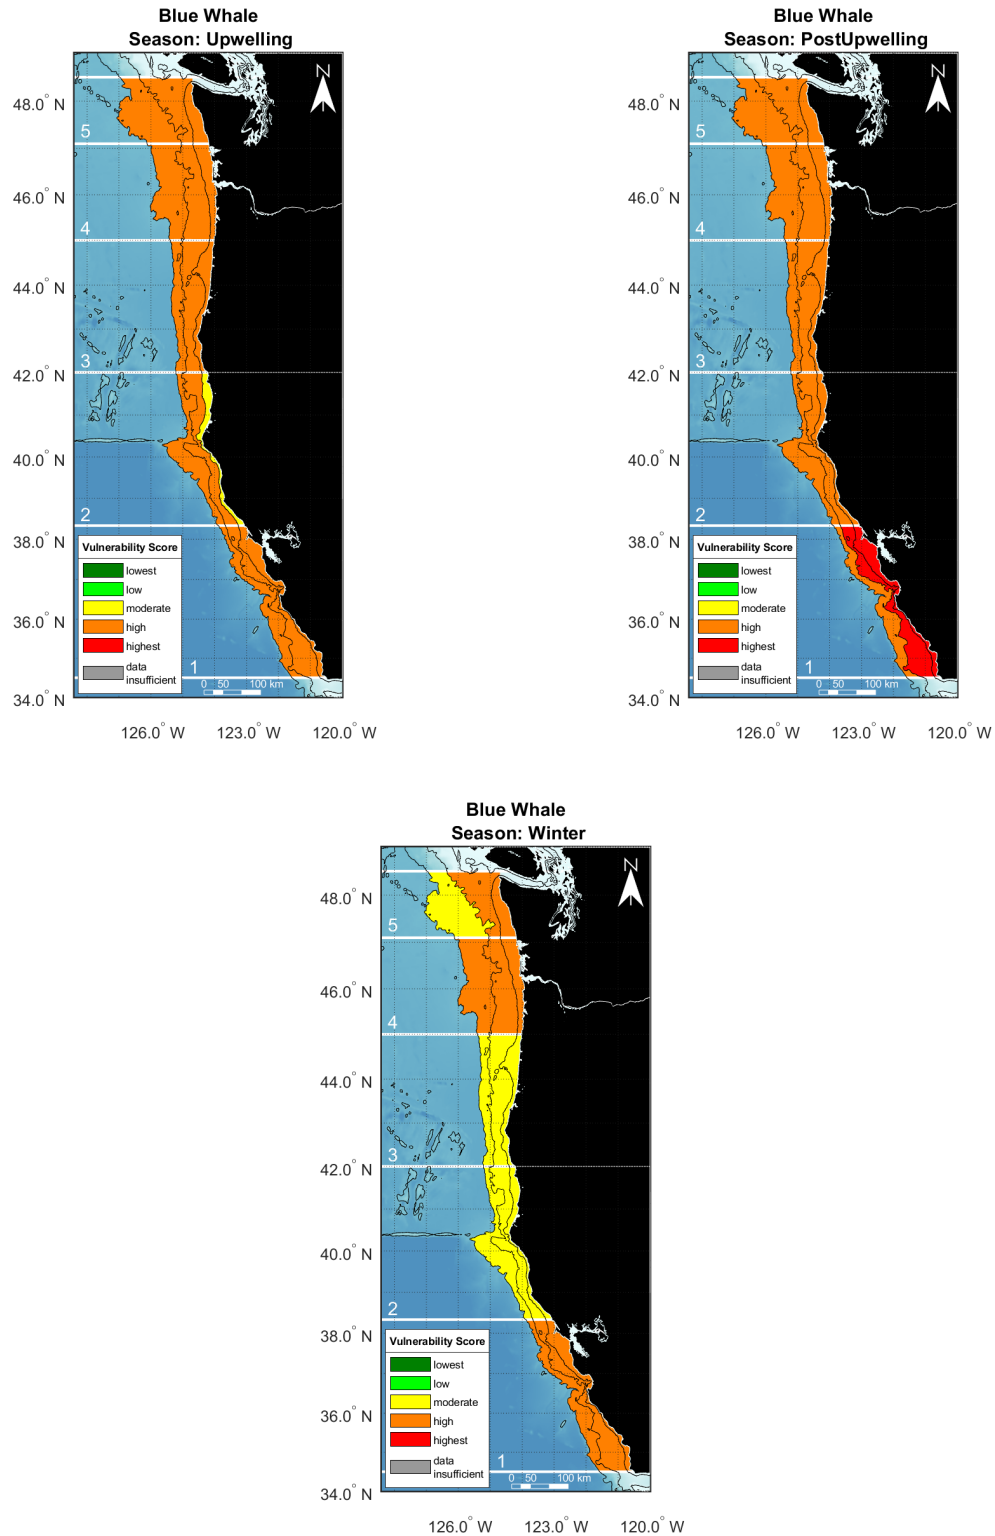 Blue Whale
Season: Upwelling
N
48.0° N
5
46.0° N
4
44.0° N
3
42.0° N
40.0° N
2
38.0° N
Vulnerability Score
lowest
low
moderate
high
highest
data
insufficient
36.0° N
1
0 50 100 km
34.0° N
126.0° W 123.0° W 120.0° W
Blue Whale
Season: PostUpwelling
N
48.0° N
5
46.0° N
4
44.0° N
3
42.0° N
40.0° N
2
38.0° N
Vulnerability Score
lowest
low
moderate
high
highest
data
insufficient
36.0° N
1
0 50 100 km
34.0° N
126.0° W 123.0° W 120.0° W
Blue Whale
Season: Winter
N
48.0° N
5
46.0° N
4
44.0° N
3
42.0° N
40.0° N
2
38.0° N
Vulnerability Score
lowest
low
moderate
high
highest
data
insufficient
36.0° N
1
0 50 100 km
34.0° N
126.0° W 123.0° W 120.0° W